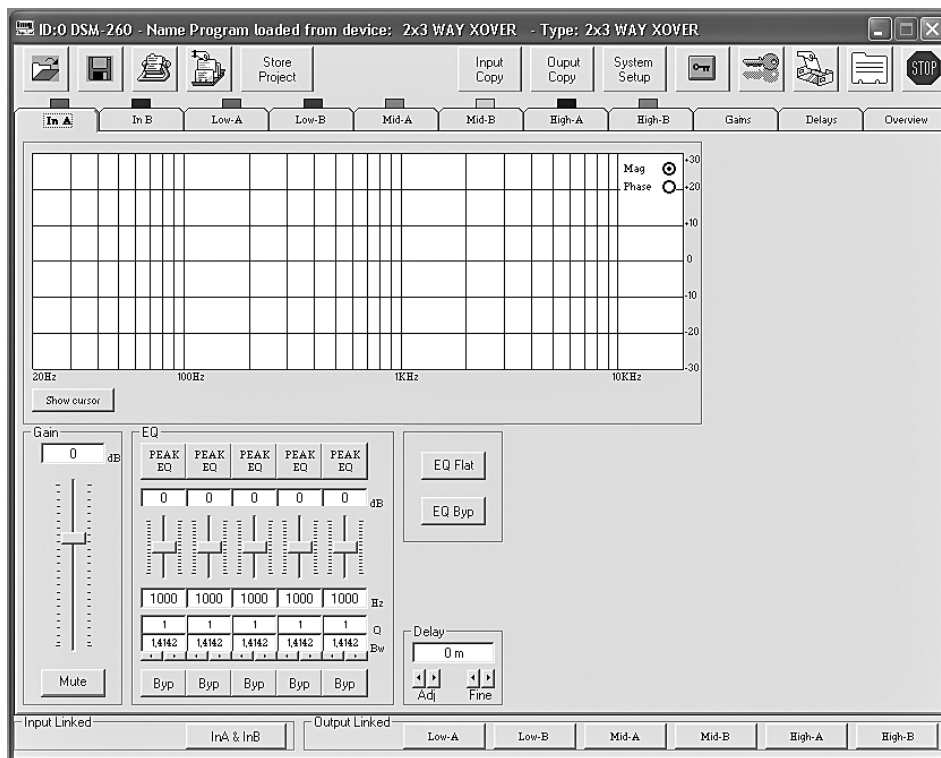 ID:0 DSM-260 - Name Program loaded from device: 2x3 WAY XOVER - Type: 2x3 WAY XOVER
Store Project
Input Copy
Ouput Copy
System Setup
STOP
In A
In B
Low-A
Low-B
Mid-A
Mid-B
High-A
High-B
Gains
Delays
Overview
Mag
Phase
+30
+20
+10
0
-10
-20
-30
20Hz
100Hz
1KHz
10KHz
Show cursor
Gain
0 dB
Mute
EQ
PEAK EQ PEAK EQ PEAK EQ PEAK EQ PEAK EQ
0 0 0 0 0 dB
1000 1000 1000 1000 1000 Hz
1 1 1 1 1 Q
1,4142 1,4142 1,4142 1,4142 1,4142 Bw
Byp Byp Byp Byp Byp
EQ Flat
EQ Byp
Delay
0 m
Adj Fine
Input Linked
InA & InB
Output Linked
Low-A
Low-B
Mid-A
Mid-B
High-A
High-B